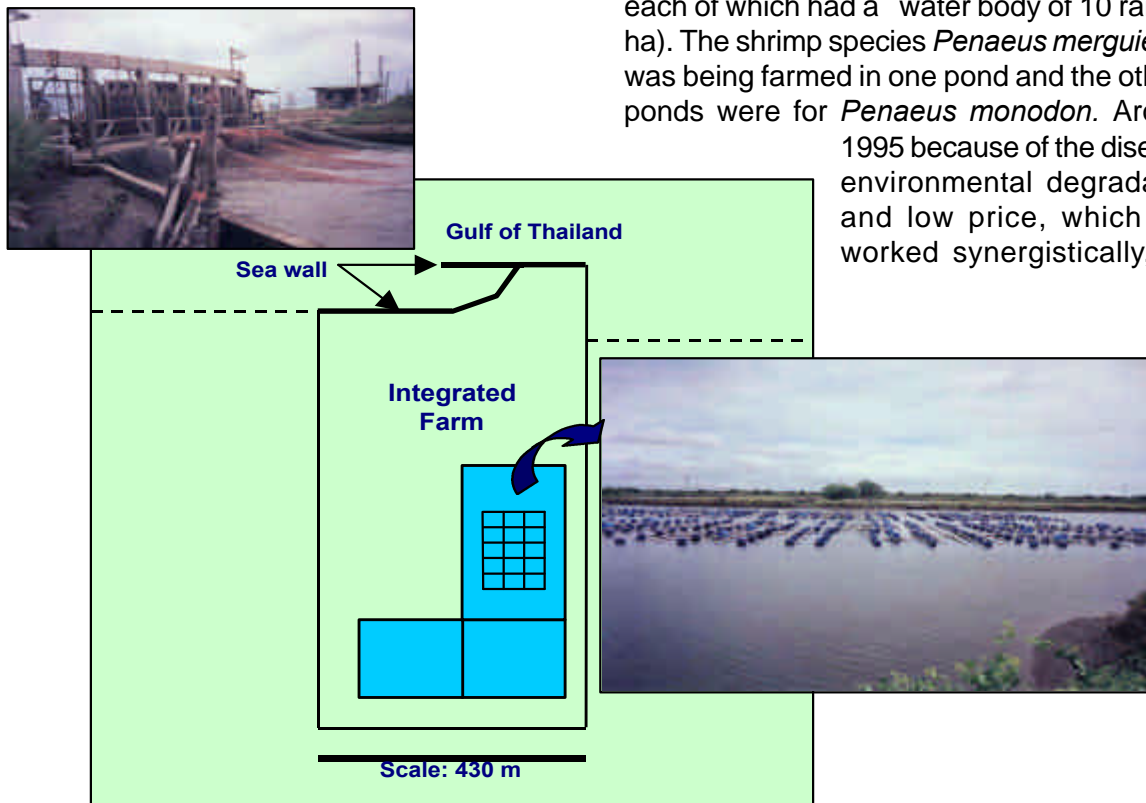 each of which had a water body of 10 ra
ha). The shrimp species Penaeus merguie
was being farmed in one pond and the oth
ponds were for Penaeus monodon. Aro
1995 because of the dise
environmental degrada
and low price, which
worked synergistically.
Gulf of Thailand
Sea wall
Integrated
Farm
Scale: 430 m